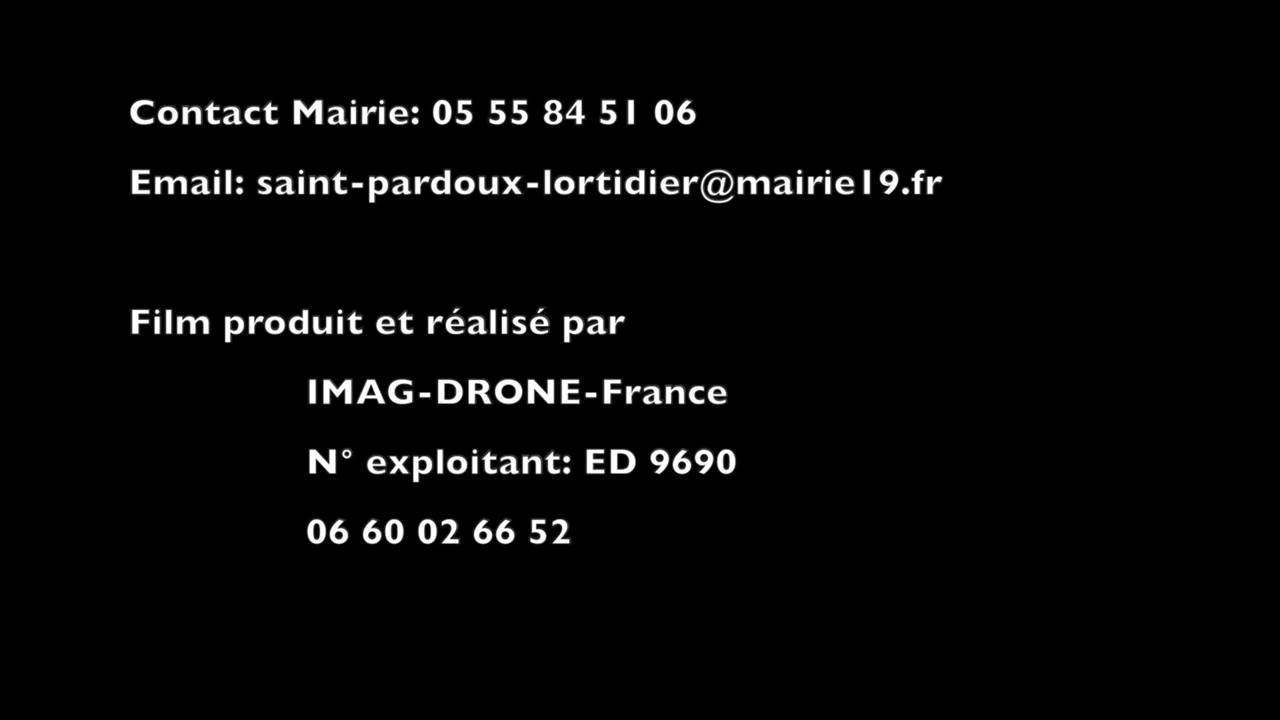 Contact Mairie: 05 55 84 51 06
Email: saint-pardoux-lortidier@mairie19.fr
Film produit et réalisé par
IMAG-DRONE-France
N° exploitant: ED 9690
06 60 02 66 52